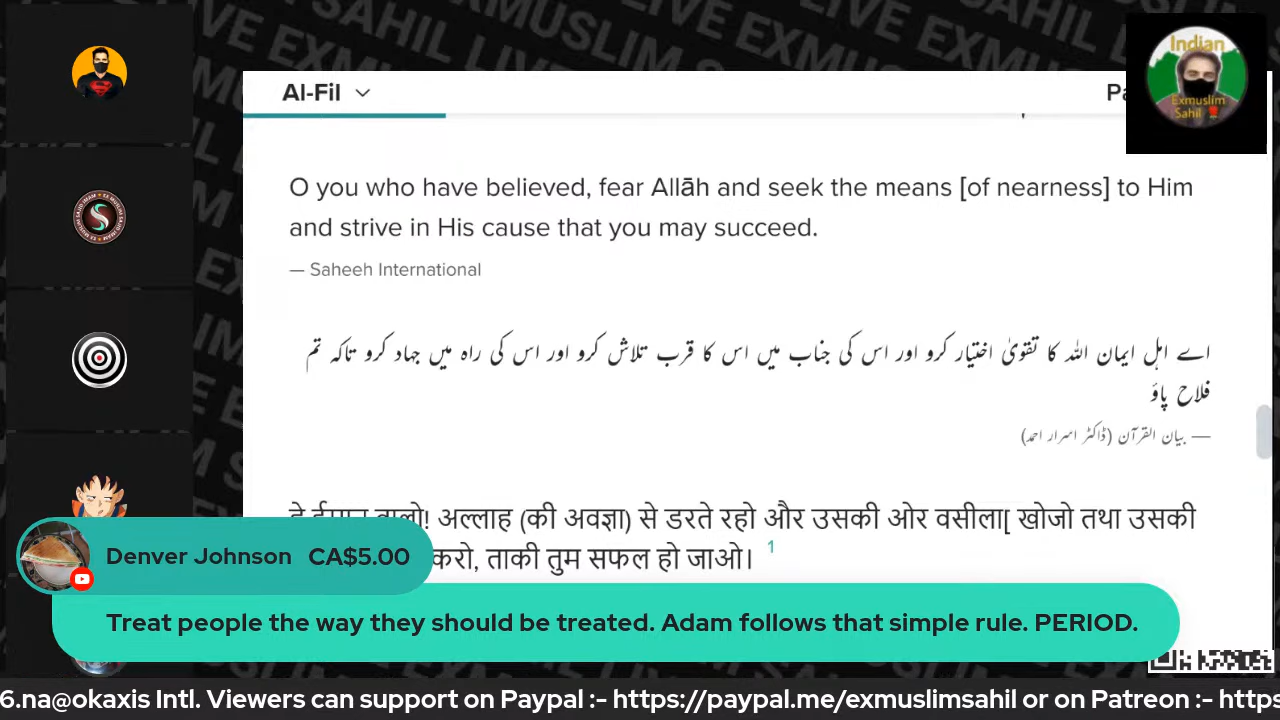 LIVE EXMUSLIM SAHIL
Indian
Exmuslim
Sahil
Al-Fil
O you who have believed, fear Allāh and seek the means [of nearness] to Him
and strive in His cause that you may succeed.
— Saheeh International
اے اہل ایمان اللہ کا تقویٰ اختیار کرو اور اس کی جناب میں اس کا قرب تلاش کرو اور اس کی راہ میں جہاد کرو تاکہ تم
فلاح پاؤ
— بیان القرآن (ڈاکٹر اسرار احمد)
अल्लाह (की अवज्ञा) से डरते रहो और उसकी ओर वसीला[ खोजो तथा उसकी
करो, ताकी तुम सफल हो जाओ। 1
Denver Johnson CA$5.00
Treat people the way they should be treated. Adam follows that simple rule. PERIOD.
6.na@okaxis Intl. Viewers can support on Paypal :- https://paypal.me/exmuslimsahil or on Patreon :- https